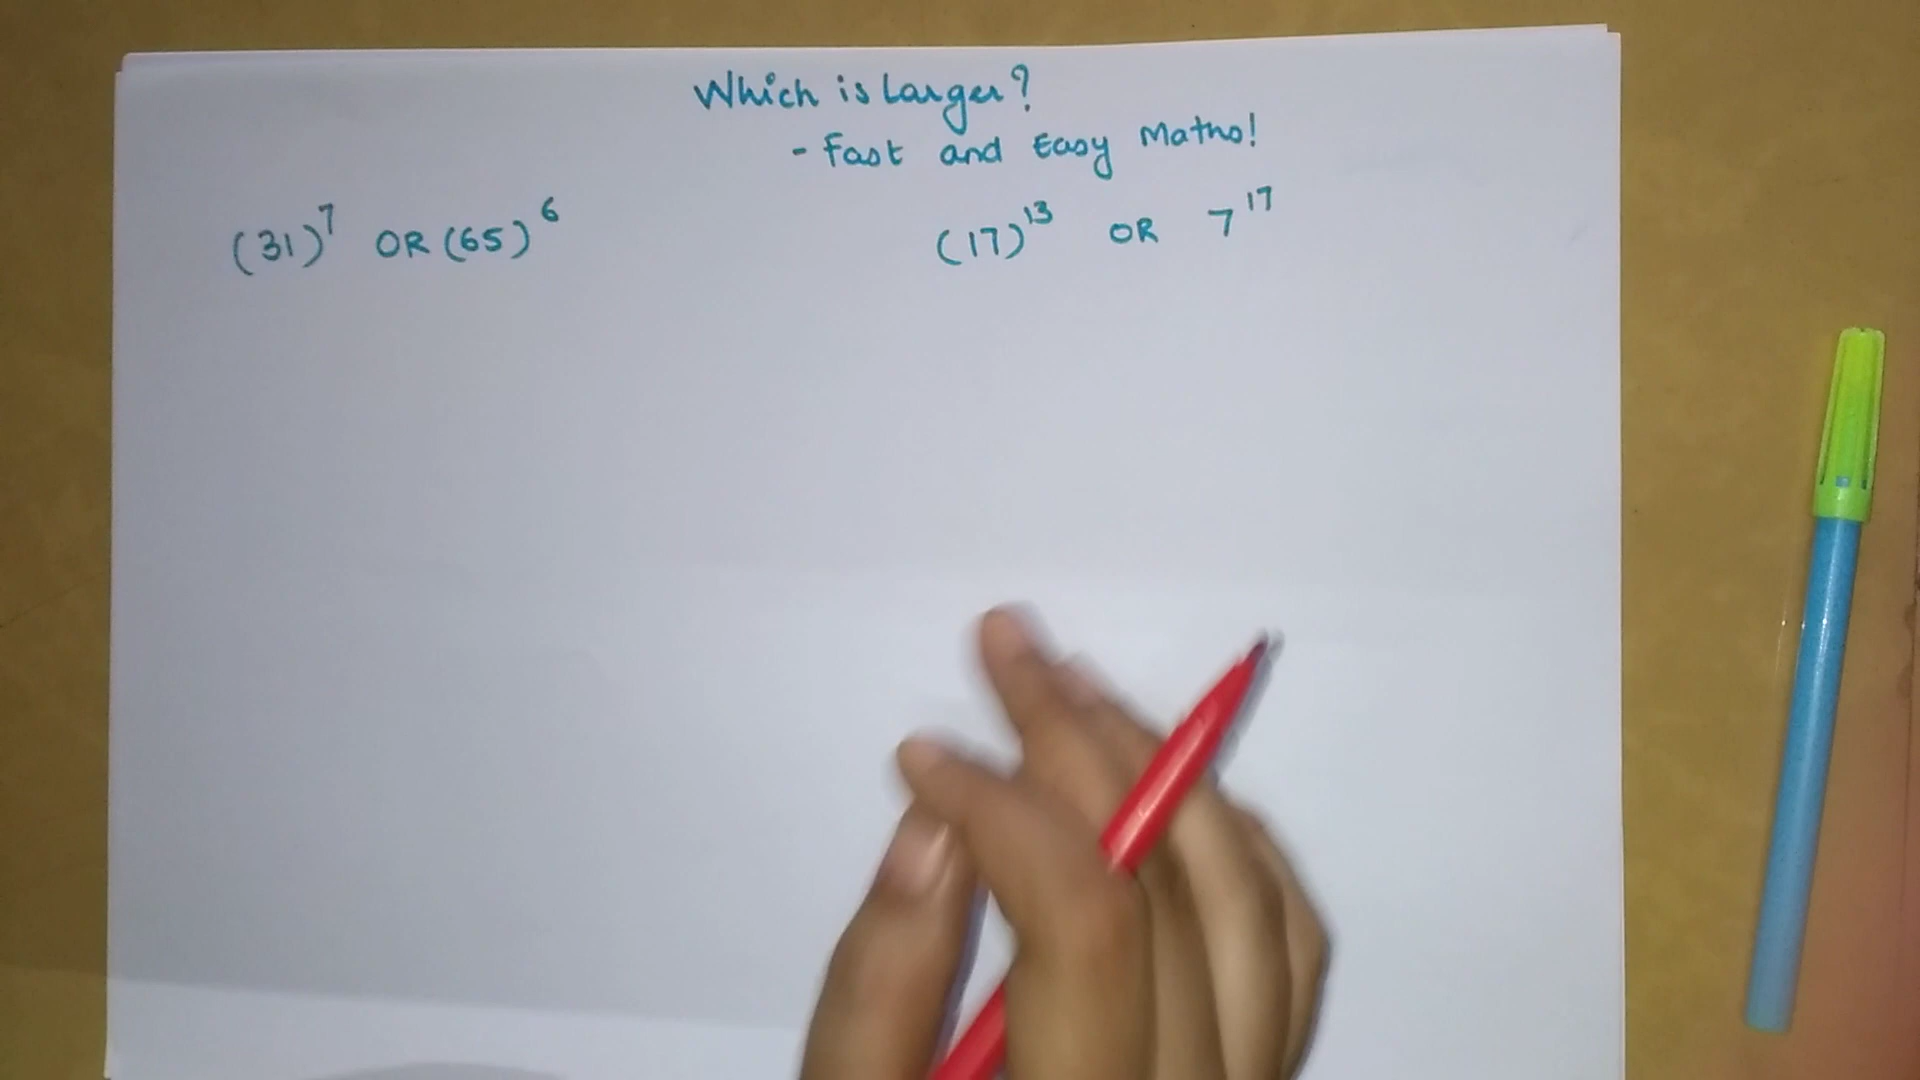 Which is Larger?
- Fast and Easy Maths!
(31)^7 OR (65)^6
(17)^13 OR 7^17